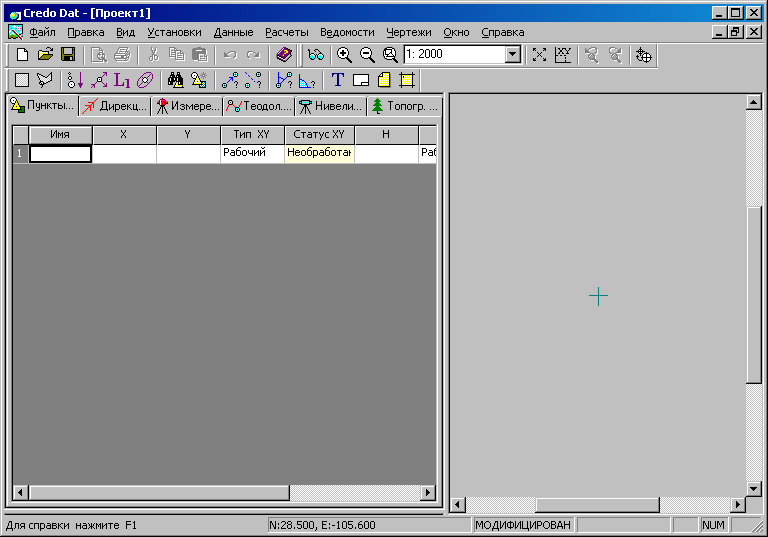 Credo Dat - [Проект1]
Файл Правка Вид Установки Данные Расчеты Ведомости Чертежи Окно Справка
1: 2000
XY
L1 ? ? ? ? T
Пункты... Дирекц... Измере... Теодол.... Нивели... Топогр. ...
Имя X Y Тип XY Статус XY H
1 Рабочий Необработан Раб
Для справки нажмите F1 N:28.500, E:-105.600 МОДИФИЦИРОВАН NUM